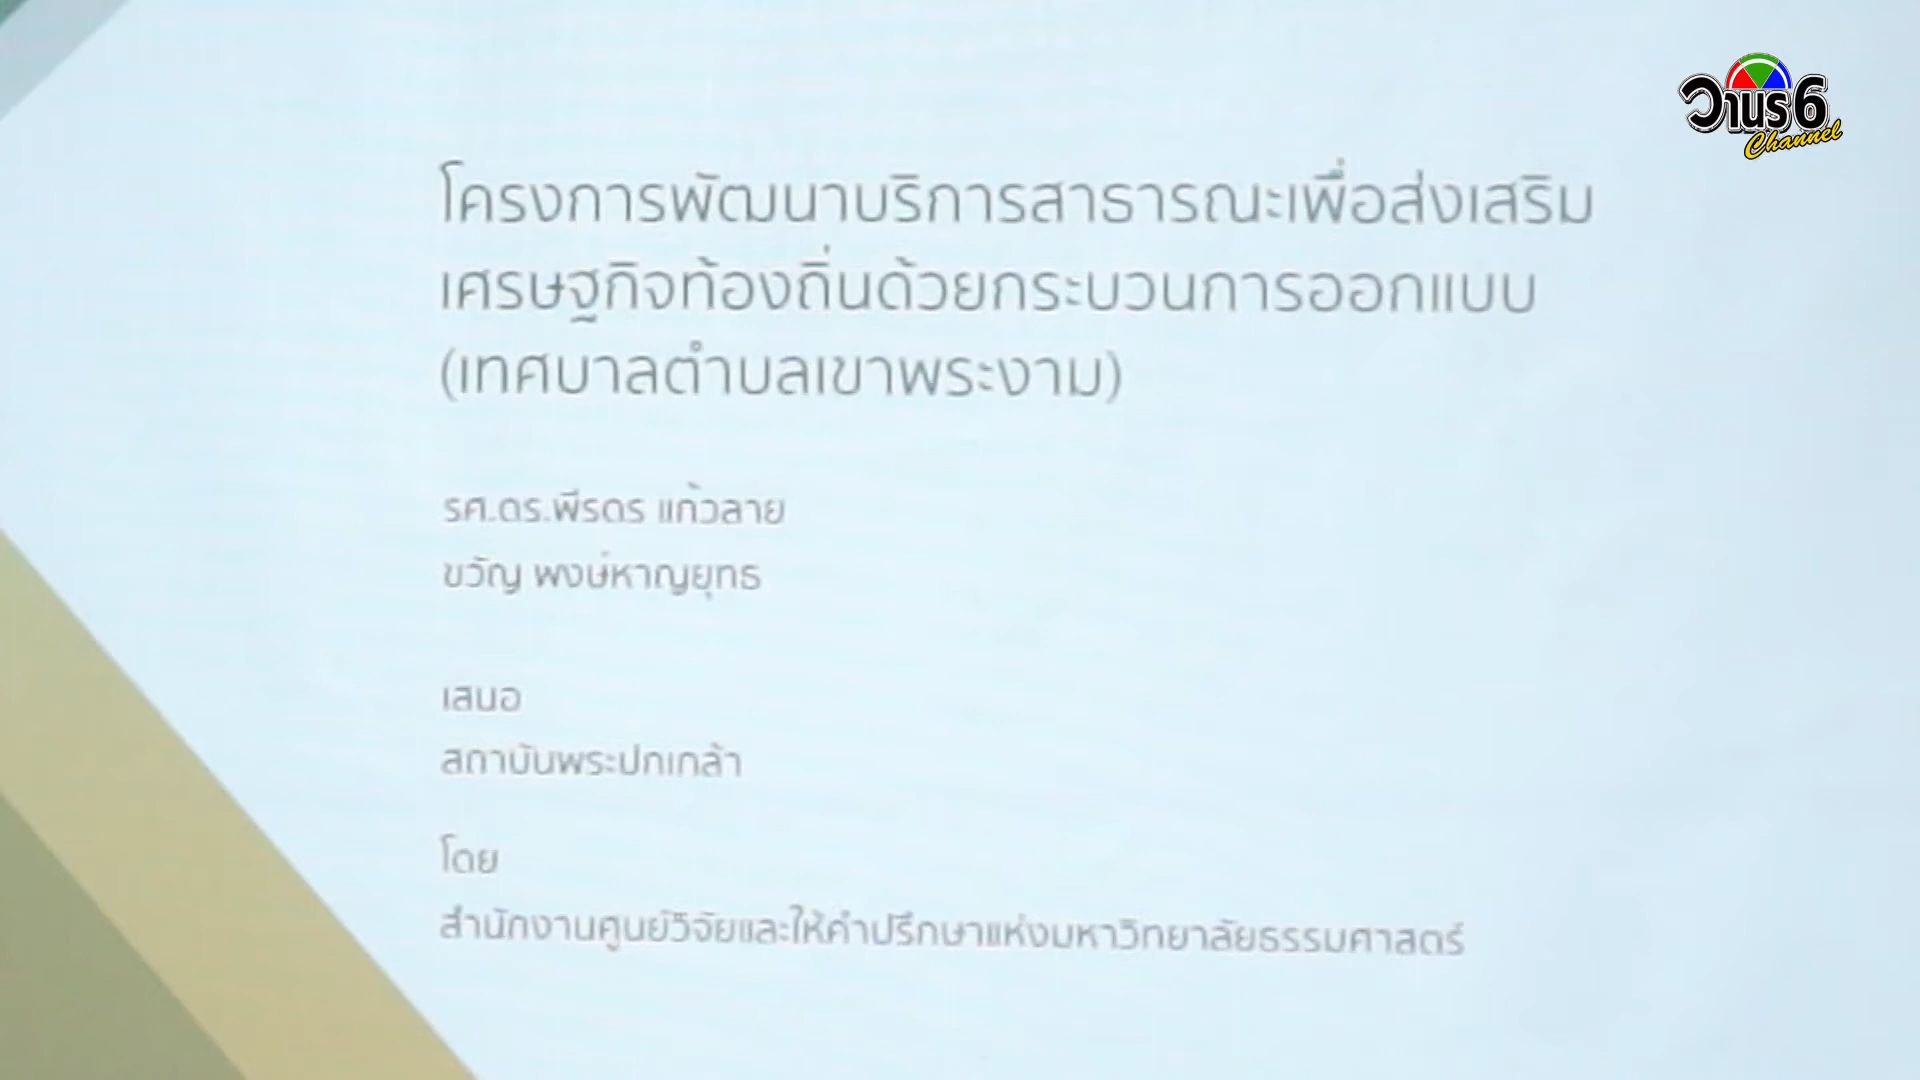 วานร6
Channel
โครงการพัฒนาบริการสาธารณะเพื่อส่งเสริม
เศรษฐกิจท้องถิ่นด้วยกระบวนการออกแบบ
(เทศบาลตำบลเขาพระงาม)
รศ.ดร.พีรดร แก้วลาย
ขวัญ พงษ์หาญยุทธ
เสนอ
สถาบันพระปกเกล้า
โดย
สำนักงานศูนย์วิจัยและให้คำปรึกษาแห่งมหาวิทยาลัยธรรมศาสตร์